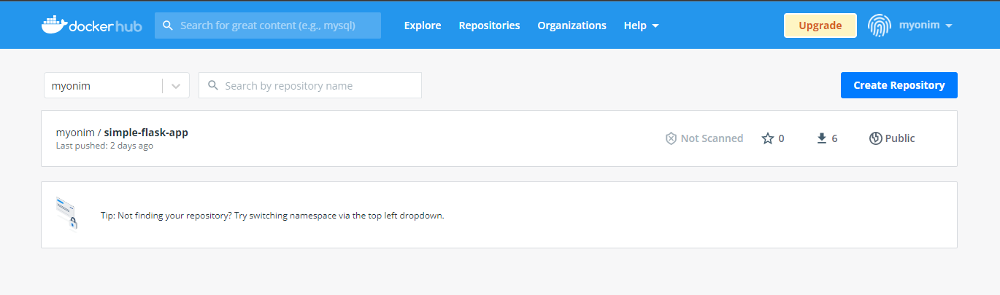 docker hub Search for great content (e.g., mysql) Explore Repositories Organizations Help Upgrade myonim
myonim Search by repository name Create Repository
myonim / simple-flask-app Not Scanned 0 6 Public
Last pushed: 2 days ago
Tip: Not finding your repository? Try switching namespace via the top left dropdown.